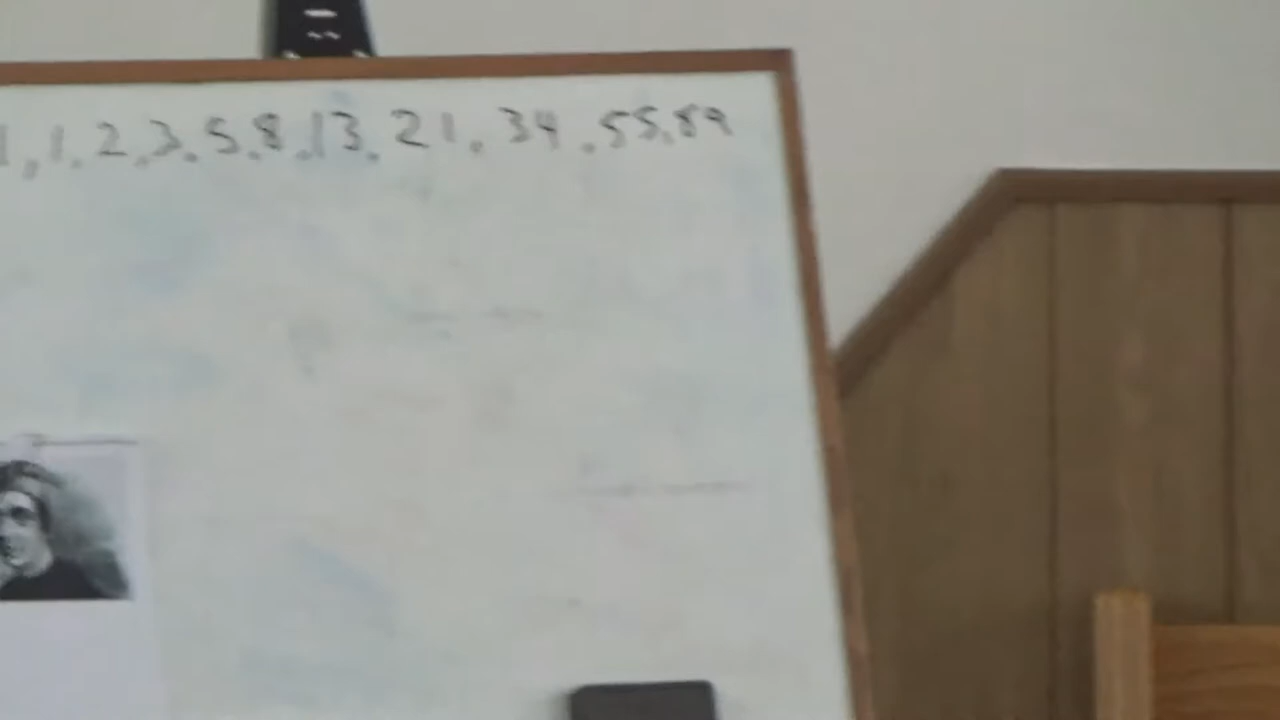 1, 1, 2, 3, 5, 8, 13, 21, 34, 55, 89